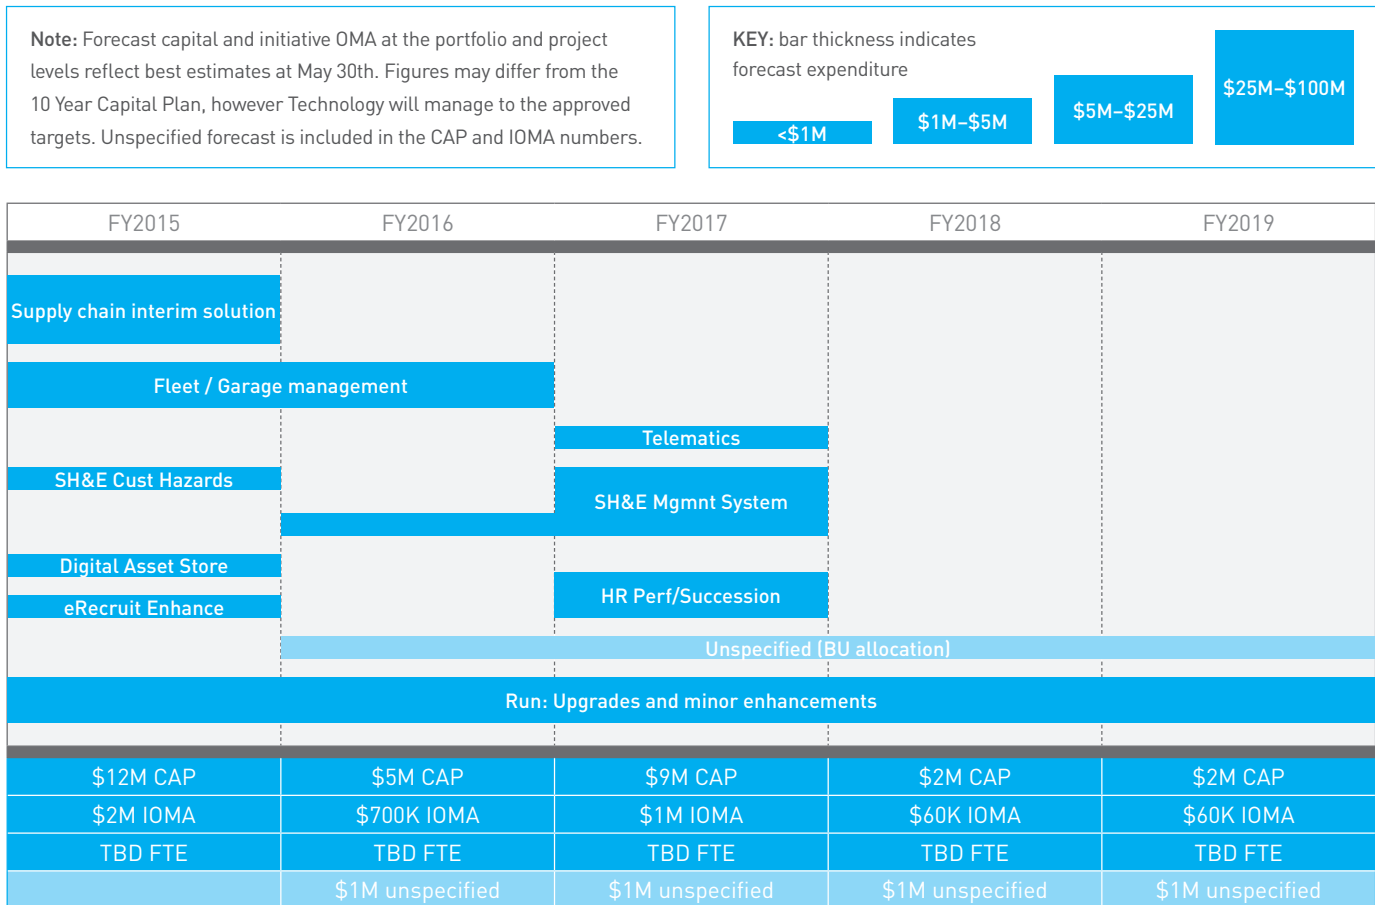 Note: Forecast capital and initiative OMA at the portfolio and project
levels reflect best estimates at May 30th. Figures may differ from the
10 Year Capital Plan, however Technology will manage to the approved
targets. Unspecified forecast is included in the CAP and IOMA numbers.
KEY: bar thickness indicates
forecast expenditure
<$1M
$1M–$5M
$5M–$25M
$25M–$100M
FY2015 FY2016 FY2017 FY2018 FY2019
Supply chain interim solution
Fleet / Garage management
Telematics
SH&E Cust Hazards
SH&E Mgmnt System
Digital Asset Store
HR Perf/Succession
eRecruit Enhance
Unspecified (BU allocation)
Run: Upgrades and minor enhancements
$12M CAP $5M CAP $9M CAP $2M CAP $2M CAP
$2M IOMA $700K IOMA $1M IOMA $60K IOMA $60K IOMA
TBD FTE TBD FTE TBD FTE TBD FTE TBD FTE
$1M unspecified $1M unspecified $1M unspecified $1M unspecified